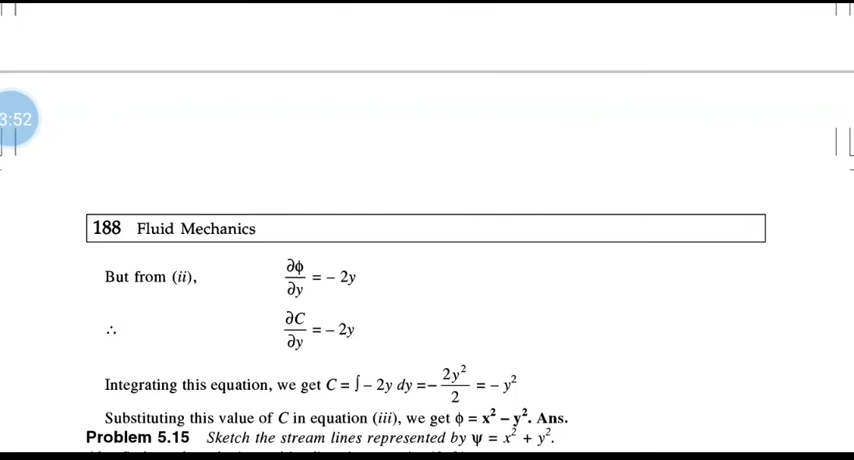 3:52
188 Fluid Mechanics
But from (ii), ∂ϕ/∂y = – 2y
∴ ∂C/∂y = – 2y
Integrating this equation, we get C = ∫ – 2y dy = – 2y²/2 = – y²
Substituting this value of C in equation (iii), we get ϕ = x² – y². Ans.
Problem 5.15 Sketch the stream lines represented by ψ = x² + y².